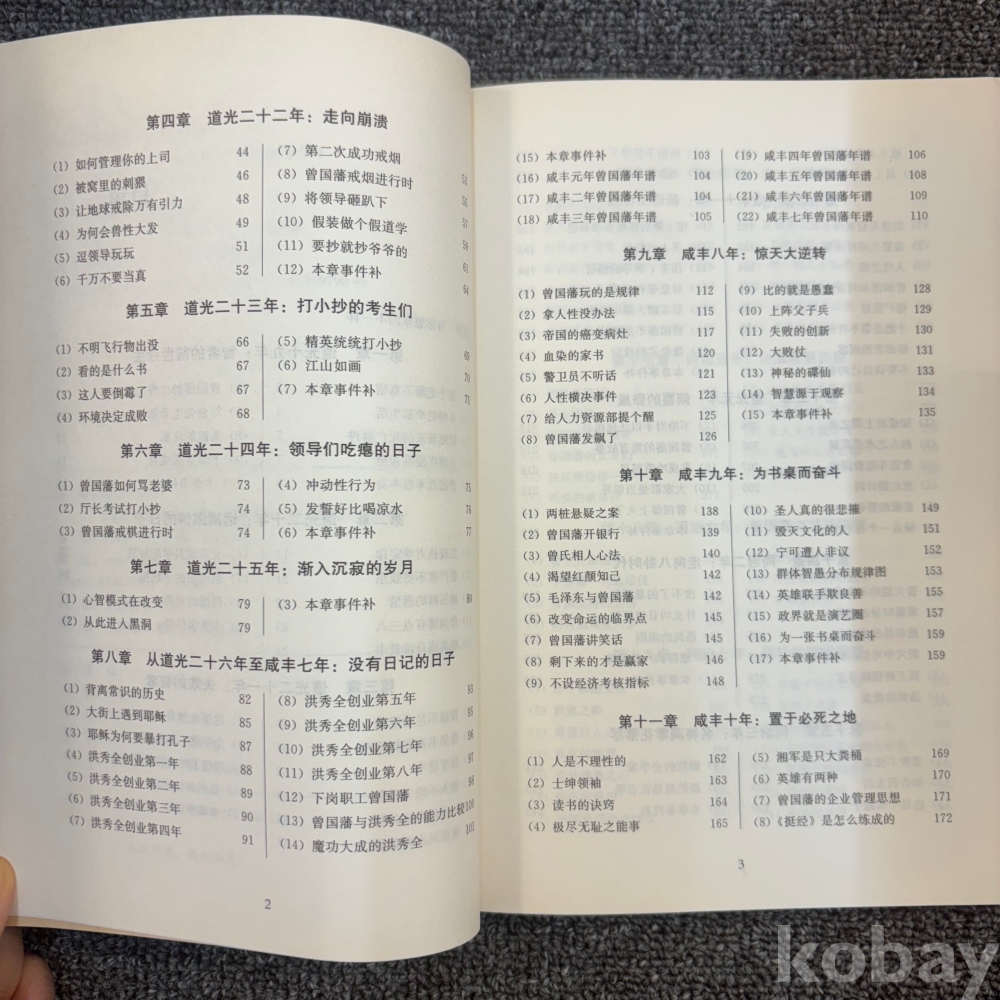 第四章 道光二十二年：走向崩溃
(1) 如何管理你的上司 44
(2) 被窝里的刺猬 46
(3) 让地球戒除万有引力 48
(4) 为何会兽性大发 49
(5) 逗领导玩玩 51
(6) 千万不要当真 52
(7) 第二次成功戒烟
(8) 曾国藩戒烟进行时
(9) 将领导砸趴下
(10) 假装做个假道学 57
(11) 要抄就抄爷爷的 59
(12) 本章事件补
第五章 道光二十三年：打小抄的考生们
(1) 不明飞行物出没 66
(2) 看的是什么书 67
(3) 这人要倒霉了 67
(4) 环境决定成败 68
(5) 精英统统打小抄 69
(6) 江山如画 70
(7) 本章事件补 71
第六章 道光二十四年：领导们吃瘪的日子
(1) 曾国藩如何骂老婆 73
(2) 厅长考试打小抄 74
(3) 曾国藩戒棋进行时 74
(4) 冲动性行为 75
(5) 发誓好比喝凉水 76
(6) 本章事件补 77
第七章 道光二十五年：渐入沉寂的岁月
(1) 心智模式在改变 79
(2) 从此进入黑洞 79
(3) 本章事件补 80
第八章 从道光二十六年至咸丰七年：没有日记的日子
(1) 背离常识的历史 82
(2) 大街上遇到耶稣 85
(3) 耶稣为何要暴打孔子 87
(4) 洪秀全创业第一年 88
(5) 洪秀全创业第二年 89
(6) 洪秀全创业第三年 90
(7) 洪秀全创业第四年 91
(8) 洪秀全创业第五年 93
(9) 洪秀全创业第六年 95
(10) 洪秀全创业第七年 96
(11) 洪秀全创业第八年 97
(12) 下岗职工曾国藩 98
(13) 曾国藩与洪秀全的能力比较 100
(14) 魔功大成的洪秀全 101
2
(15) 本章事件补 103
(16) 咸丰元年曾国藩年谱 104
(17) 咸丰二年曾国藩年谱 104
(18) 咸丰三年曾国藩年谱 105
(19) 咸丰四年曾国藩年谱 106
(20) 咸丰五年曾国藩年谱 108
(21) 咸丰六年曾国藩年谱 109
(22) 咸丰七年曾国藩年谱 110
第九章 咸丰八年：惊天大逆转
(1) 曾国藩玩的是规律 112
(2) 拿人性没办法 115
(3) 帝国的癌变病灶 117
(4) 血染的家书 120
(5) 警卫员不听话 121
(6) 人性横决事件 123
(7) 给人力资源部提个醒 125
(8) 曾国藩发飙了 126
(9) 比的就是愚蠢 128
(10) 上阵父子兵 129
(11) 失败的创新 130
(12) 大败仗 131
(13) 神秘的碟仙 133
(14) 智慧源于观察 134
(15) 本章事件补 135
第十章 咸丰九年：为书桌而奋斗
(1) 两桩悬疑之案 138
(2) 曾国藩开银行 139
(3) 曾氏相人心法 140
(4) 渴望红颜知己 142
(5) 毛泽东与曾国藩 142
(6) 改变命运的临界点 145
(7) 曾国藩讲笑话 145
(8) 剩下来的才是赢家 146
(9) 不设经济考核指标 148
(10) 圣人真的很悲摧 149
(11) 毁灭文化的人 151
(12) 宁可遭人非议 152
(13) 群体智愚分布规律图 153
(14) 英雄联手欺良善 155
(15) 政界就是演艺圈 157
(16) 为一张书桌而奋斗 159
(17) 本章事件补 159
第十一章 咸丰十年：置于必死之地
(1) 人是不理性的 162
(2) 士绅领袖 163
(3) 读书的诀窍 164
(4) 极尽无耻之能事 165
(5) 湘军是只大粪桶 169
(6) 英雄有两种 170
(7) 曾国藩的企业管理思想 171
(8) 《挺经》是怎么练成的 172
3
kobay